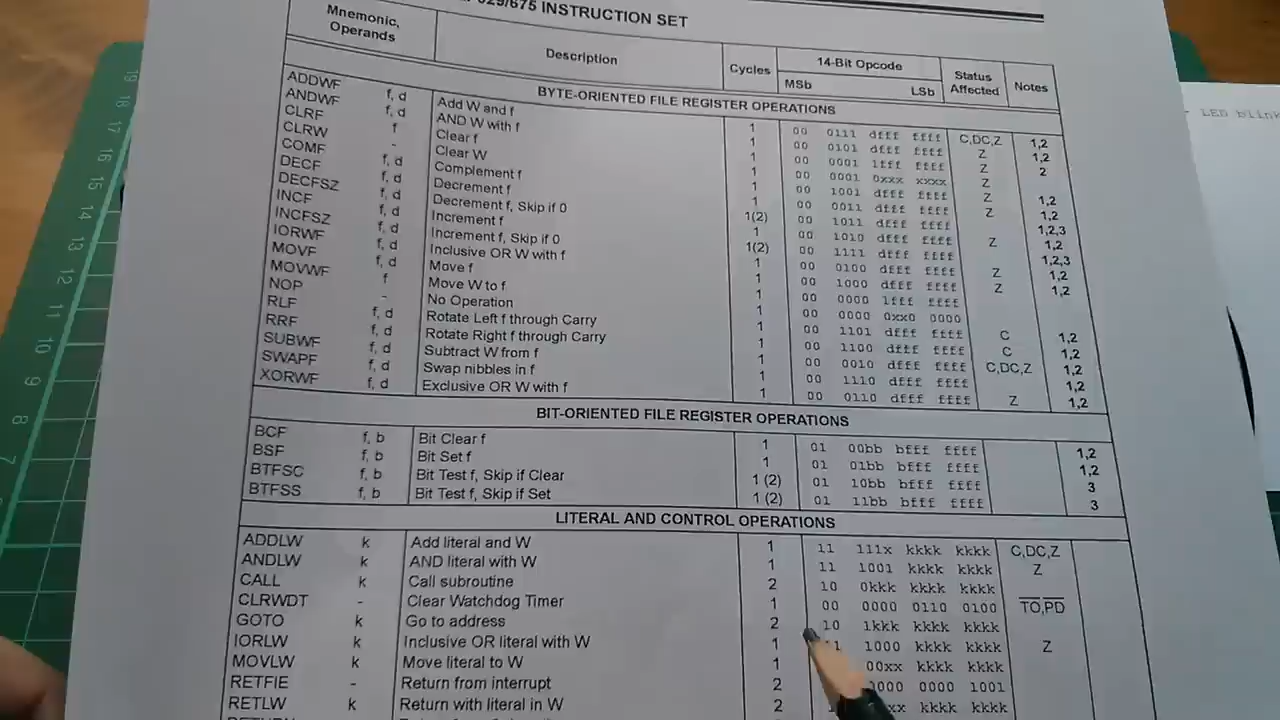 029/675 INSTRUCTION SET
Mnemonic, Operands Description Cycles 14-Bit Opcode MSb LSb Status Affected Notes
BYTE-ORIENTED FILE REGISTER OPERATIONS
ADDWF f, d Add W and f 1 00 0111 dfff ffff C,DC,Z 1,2
ANDWF f, d AND W with f 1 00 0101 dfff ffff Z 1,2
CLRF f Clear f 1 00 0001 1fff ffff Z 2
CLRW - Clear W 1 00 0001 0xxx xxxx Z
COMF f, d Complement f 1 00 1001 dfff ffff Z 1,2
DECF f, d Decrement f 1 00 0011 dfff ffff Z 1,2
DECFSZ f, d Decrement f, Skip if 0 1(2) 00 1011 dfff ffff 1,2,3
INCF f, d Increment f 1 00 1010 dfff ffff Z 1,2
INCFSZ f, d Increment f, Skip if 0 1(2) 00 1111 dfff ffff 1,2,3
IORWF f, d Inclusive OR W with f 1 00 0100 dfff ffff Z 1,2
MOVF f, d Move f 1 00 1000 dfff ffff Z 1,2
MOVWF f Move W to f 1 00 0000 1fff ffff
NOP - No Operation 1 00 0000 0xx0 0000
RLF f, d Rotate Left f through Carry 1 00 1101 dfff ffff C 1,2
RRF f, d Rotate Right f through Carry 1 00 1100 dfff ffff C 1,2
SUBWF f, d Subtract W from f 1 00 0010 dfff ffff C,DC,Z 1,2
SWAPF f, d Swap nibbles in f 1 00 1110 dfff ffff 1,2
XORWF f, d Exclusive OR W with f 1 00 0110 dfff ffff Z 1,2
BIT-ORIENTED FILE REGISTER OPERATIONS
BCF f, b Bit Clear f 1 01 00bb bfff ffff 1,2
BSF f, b Bit Set f 1 01 01bb bfff ffff 1,2
BTFSC f, b Bit Test f, Skip if Clear 1 (2) 01 10bb bfff ffff 3
BTFSS f, b Bit Test f, Skip if Set 1 (2) 01 11bb bfff ffff 3
LITERAL AND CONTROL OPERATIONS
ADDLW k Add literal and W 1 11 111x kkkk kkkk C,DC,Z
ANDLW k AND literal with W 1 11 1001 kkkk kkkk Z
CALL k Call subroutine 2 10 0kkk kkkk kkkk
CLRWDT - Clear Watchdog Timer 1 00 0000 0110 0100 TO,PD
GOTO k Go to address 2 10 1kkk kkkk kkkk
IORLW k Inclusive OR literal with W 1 1 1000 kkkk kkkk Z
MOVLW k Move literal to W 1 00xx kkkk kkkk
RETFIE - Return from interrupt 2 0000 0000 1001
RETLW k Return with literal in W 2 xx kkkk kkkk
- LED blink